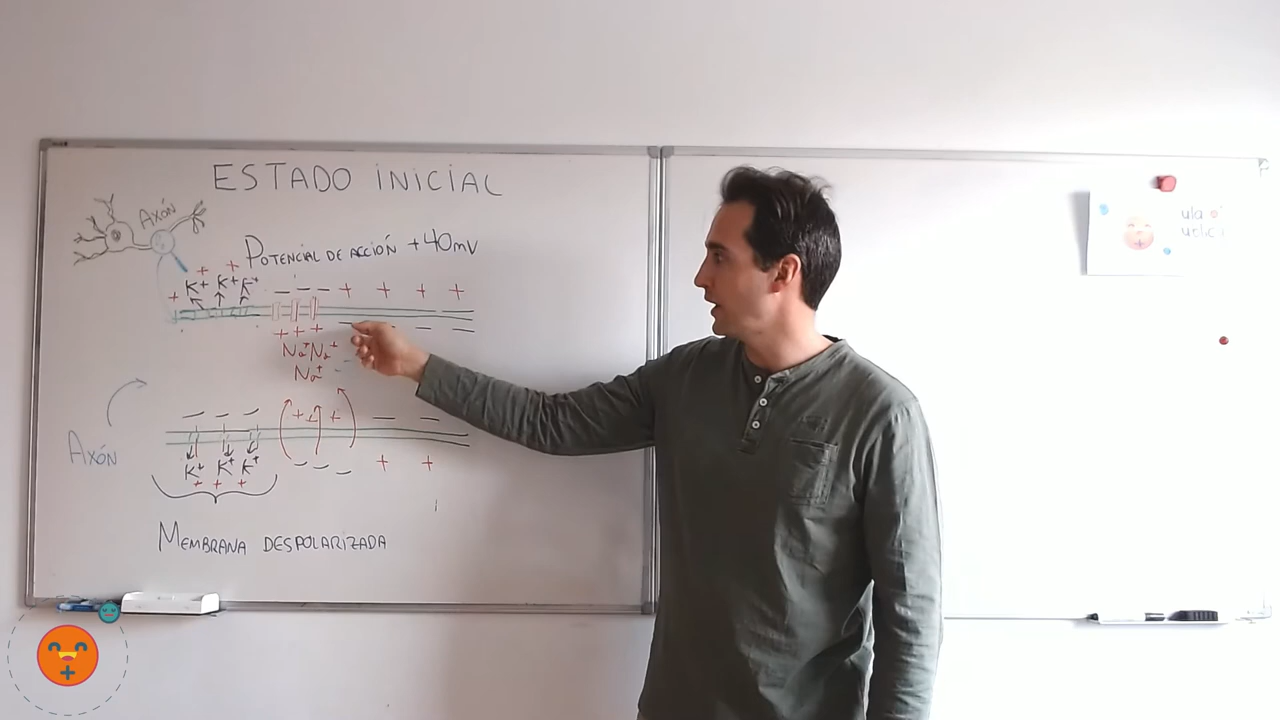 ESTADO INICIAL
AXÓN
POTENCIAL DE ACCIÓN +40mV
+ +
+ K+ K+ K+ - - - + + + +
+ + + - - -
Na+ Na+
Na+
- - - + + - -
AXÓN
K+ K+ K+ - - - + +
+ + +
MEMBRANA DESPOLARIZADA